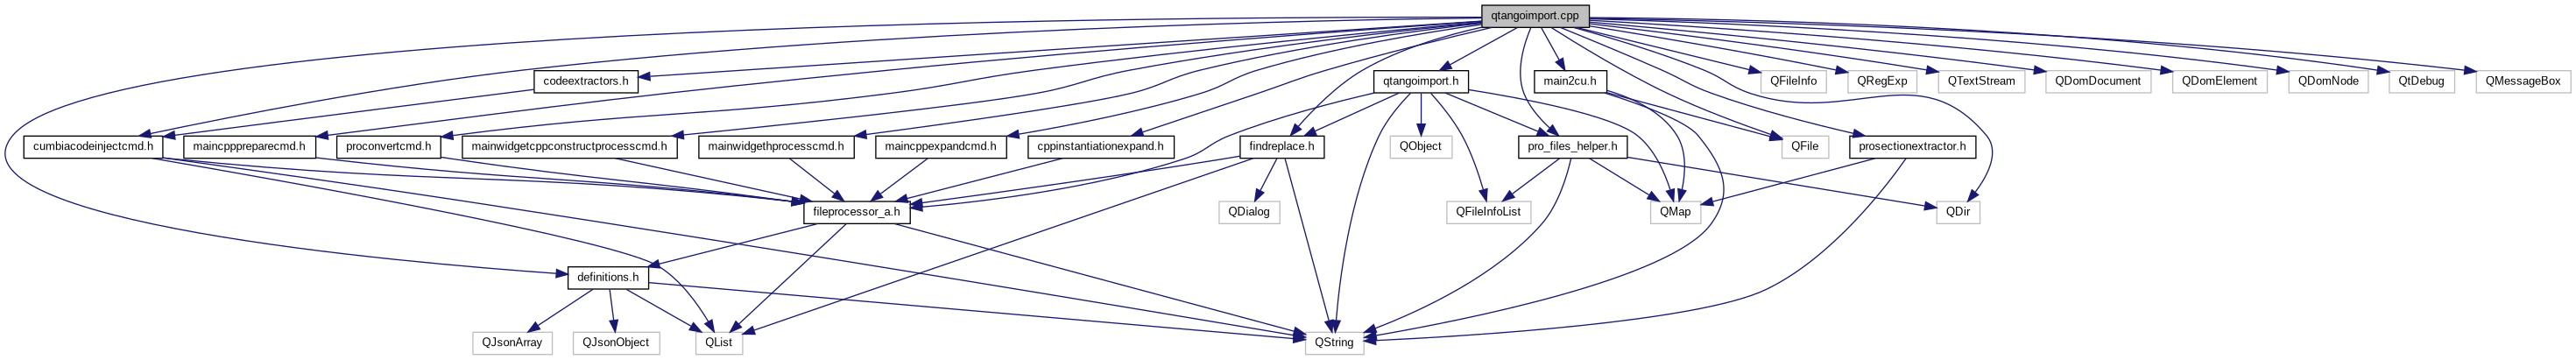 qtangoimport.cpp
codeextractors.h
qtangoimport.h
main2cu.h
QFileInfo
QRegExp
QTextStream
QDomDocument
QDomElement
QDomNode
QtDebug
QMessageBox
cumbiacodeinjectcmd.h
maincpppreparecmd.h
proconvertcmd.h
mainwidgetcppconstructprocesscmd.h
mainwidgethprocesscmd.h
maincppexpandcmd.h
cppinstantiationexpand.h
findreplace.h
QObject
pro_files_helper.h
QFile
prosectionextractor.h
fileprocessor_a.h
QDialog
QFileInfoList
QMap
QDir
definitions.h
QJsonArray
QJsonObject
QList
QString